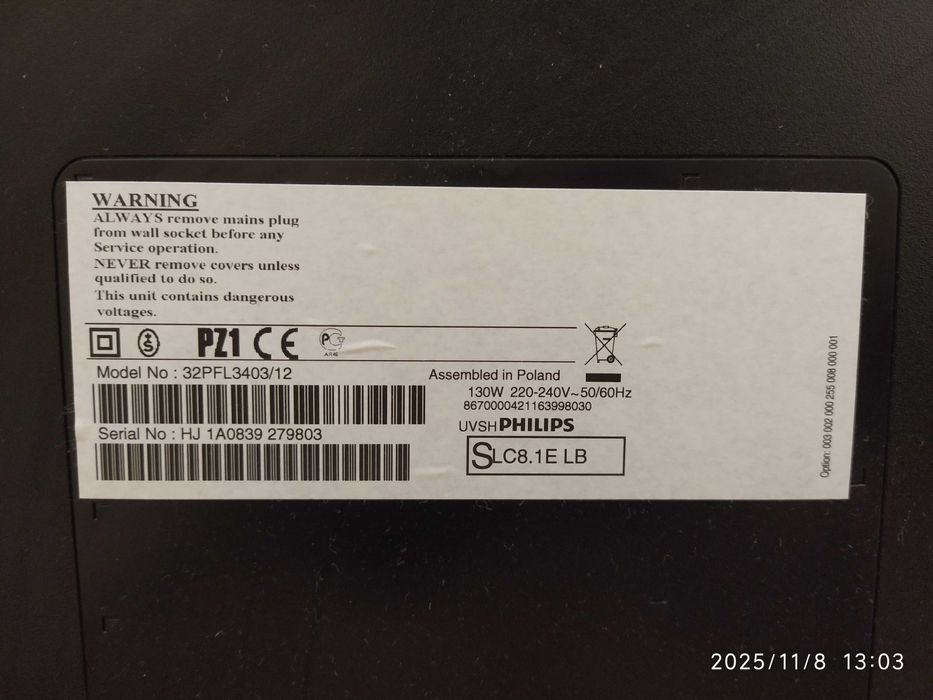 WARNING
ALWAYS remove mains plug
from wall socket before any
Service operation.
NEVER remove covers unless
qualified to do so.
This unit contains dangerous
voltages.
S
PZ1 CE
PCT
AR46
Model No : 32PFL3403/12
Assembled in Poland
130W 220-240V~50/60Hz
8670000421163998030
Serial No : HJ 1A0839 279803
UVSH PHILIPS
SLC8.1E LB
Option: 003 002 000 255 008 000 001
2025/11/8 13:03